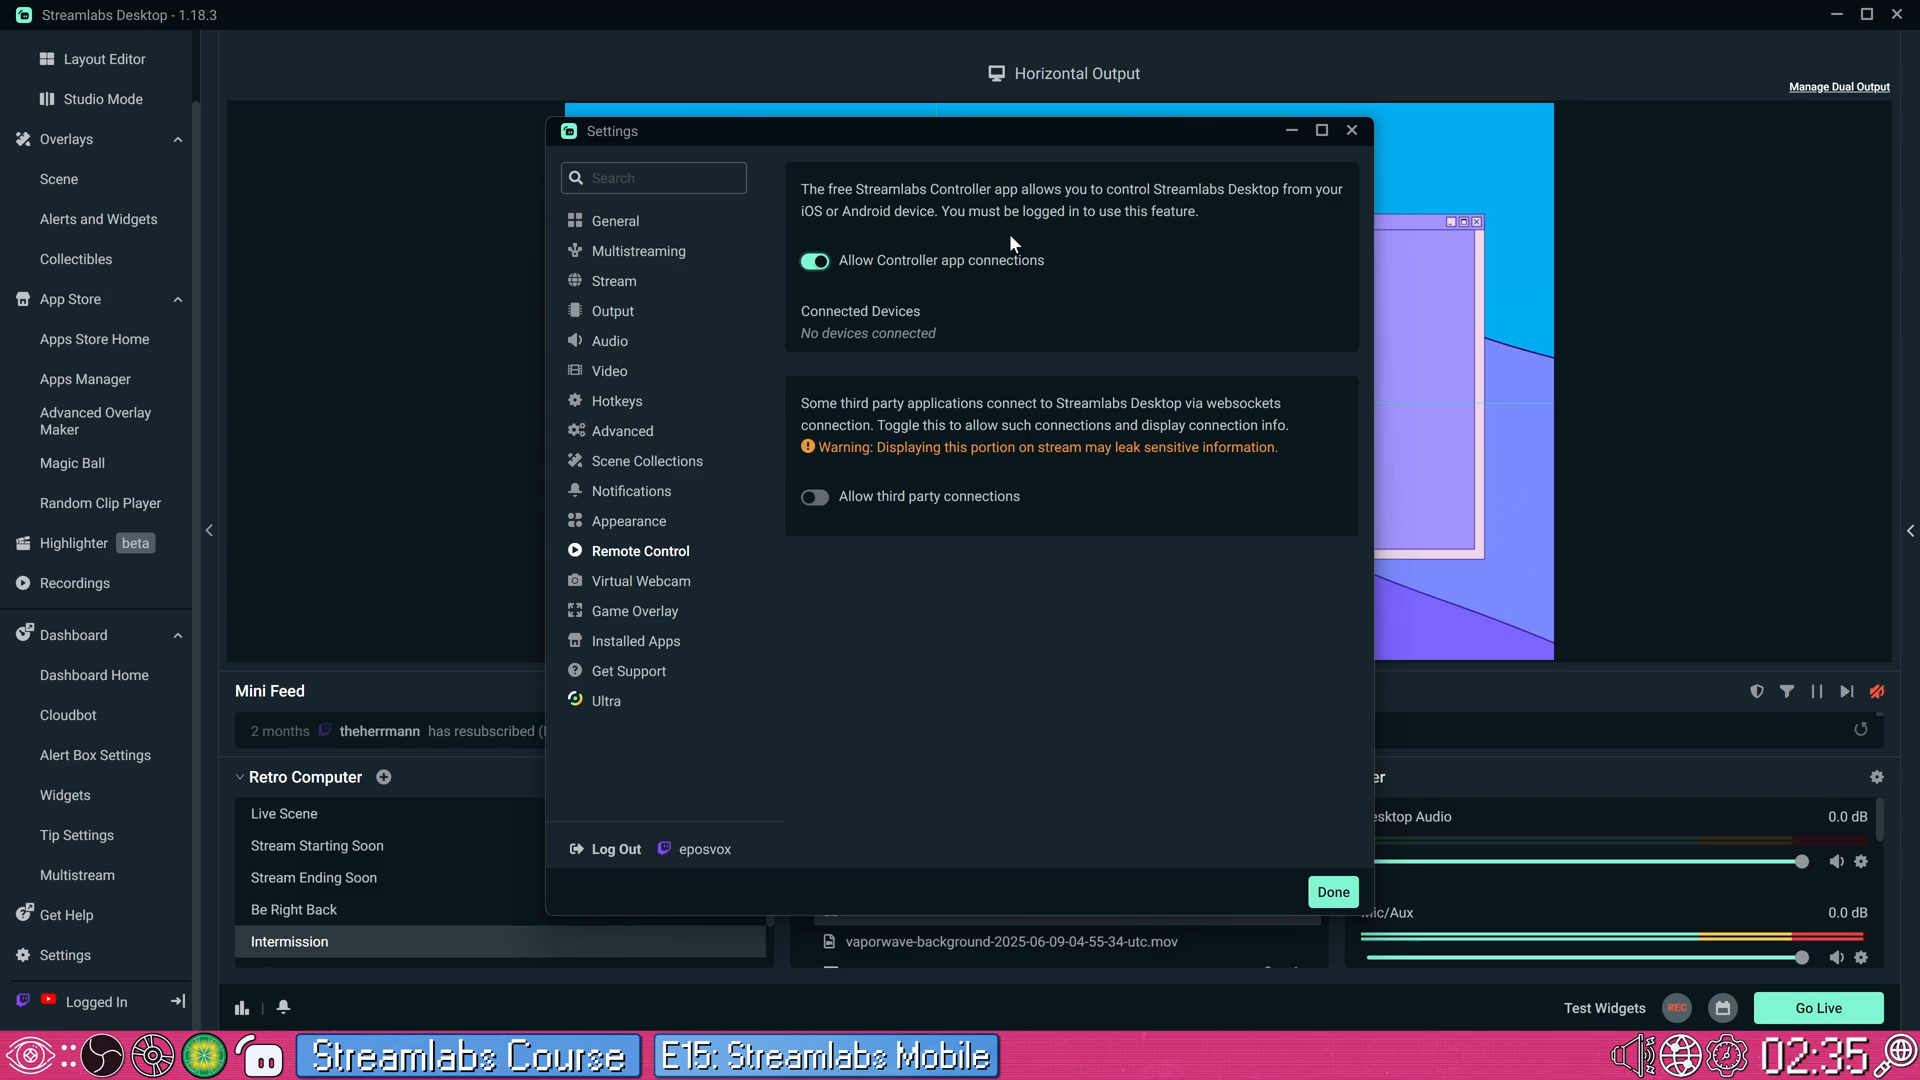 Streamlabs Desktop - 1.18.3
Layout Editor
Studio Mode
Overlays
Scene
Alerts and Widgets
Collectibles
App Store
Apps Store Home
Apps Manager
Advanced Overlay
Maker
Magic Ball
Random Clip Player
Highlighter beta
Recordings
Dashboard
Dashboard Home
Cloudbot
Alert Box Settings
Widgets
Tip Settings
Multistream
Get Help
Settings
Logged In
Horizontal Output
Manage Dual Output
Settings
Search
General
Multistreaming
Stream
Output
Audio
Video
Hotkeys
Advanced
Scene Collections
Notifications
Appearance
Remote Control
Virtual Webcam
Game Overlay
Installed Apps
Get Support
Ultra
Log Out eposvox
The free Streamlabs Controller app allows you to control Streamlabs Desktop from your
iOS or Android device. You must be logged in to use this feature.
Allow Controller app connections
Connected Devices
No devices connected
Some third party applications connect to Streamlabs Desktop via websockets
connection. Toggle this to allow such connections and display connection info.
Warning: Displaying this portion on stream may leak sensitive information.
Allow third party connections
Done
Mini Feed
2 months theherrmann has resubscribed
Retro Computer
Live Scene
Stream Starting Soon
Stream Ending Soon
Be Right Back
Intermission
vaporwave-background-2025-06-09-04-55-34-utc.mov
er
esktop Audio 0.0 dB
Mic/Aux 0.0 dB
Test Widgets REC Go Live
Streamlabs Course E15: Streamlabs Mobile 02:35